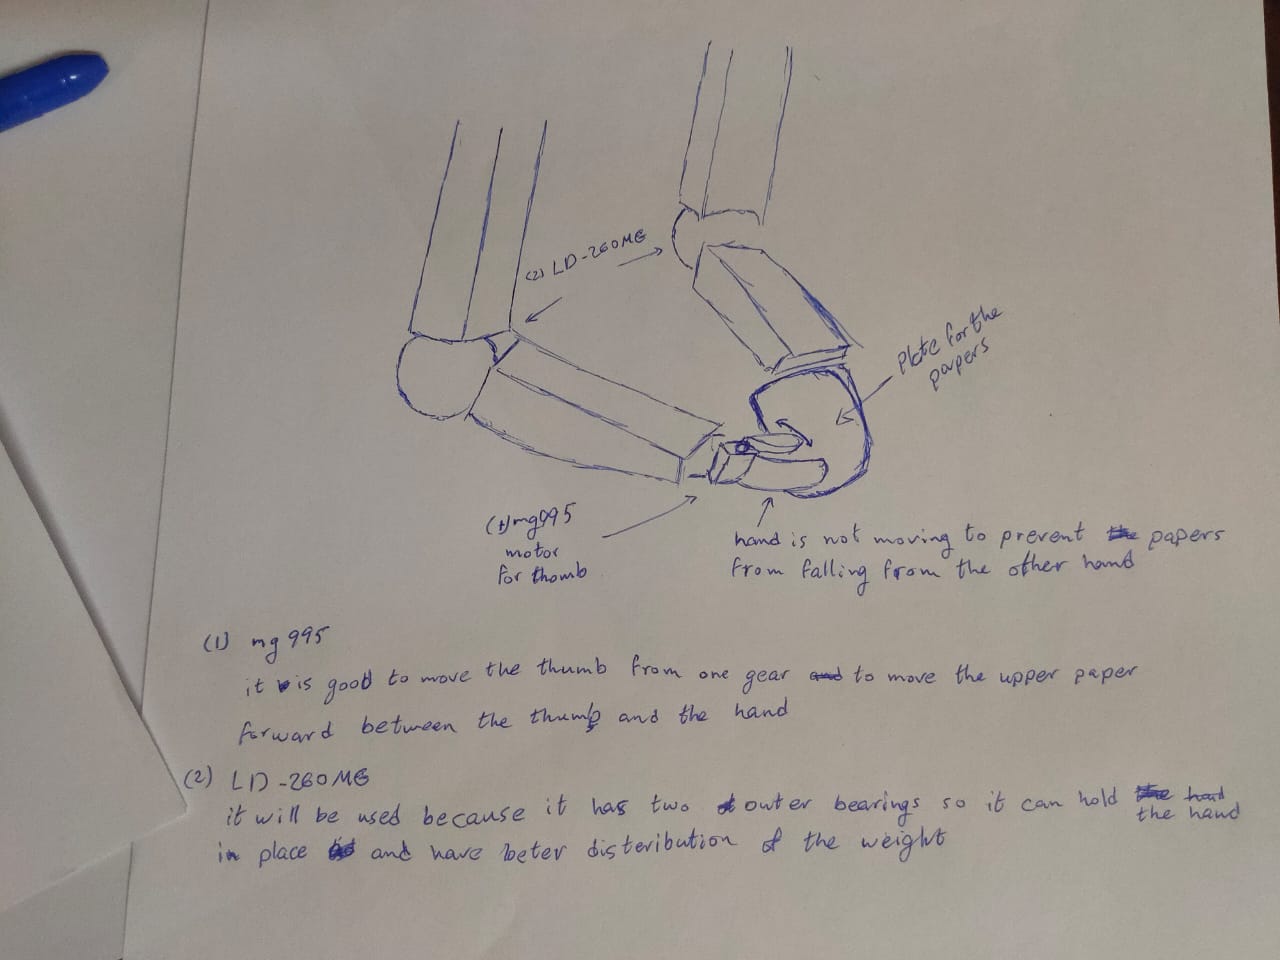 (2) LD-260MG
plate for the
papers
(1) mg995
motor
for thomb
hand is not moving to prevent papers
from falling from the other hand
(1) mg 995
it is good to move the thumb from one gear to move the upper paper
forward between the thumb and the hand
(2) LD-260MG
it will be used because it has two outer bearings so it can hold the hand
in place and have beter disteribution of the weight